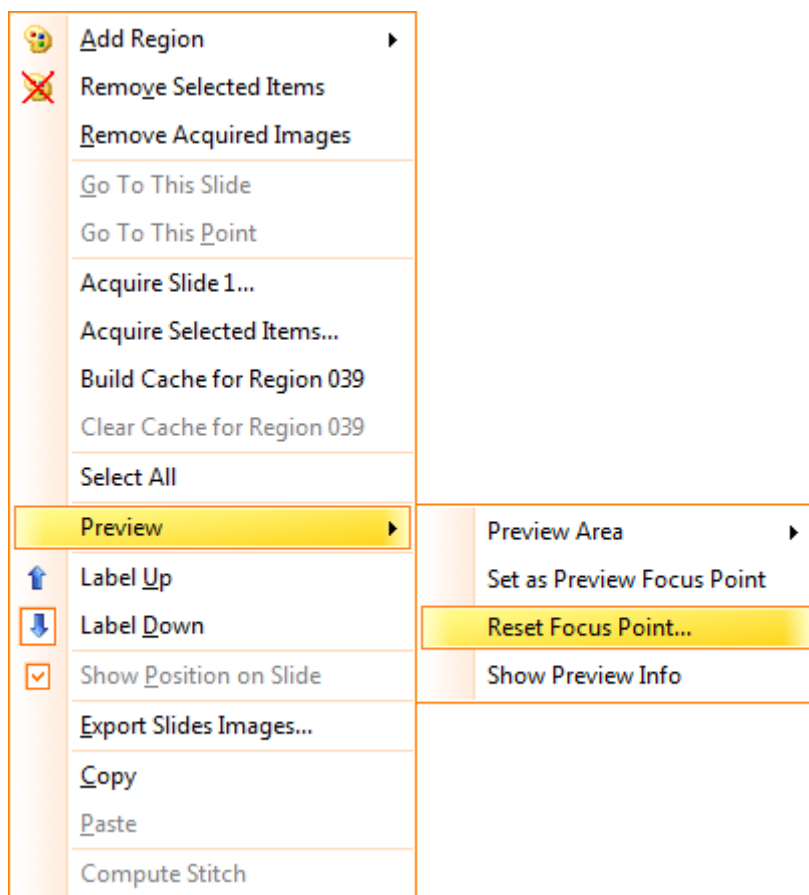 Add Region
Remove Selected Items
Remove Acquired Images
Go To This Slide
Go To This Point
Acquire Slide 1...
Acquire Selected Items...
Build Cache for Region 039
Clear Cache for Region 039
Select All
Preview
Preview Area
Set as Preview Focus Point
Reset Focus Point...
Show Preview Info
Label Up
Label Down
Show Position on Slide
Export Slides Images...
Copy
Paste
Compute Stitch